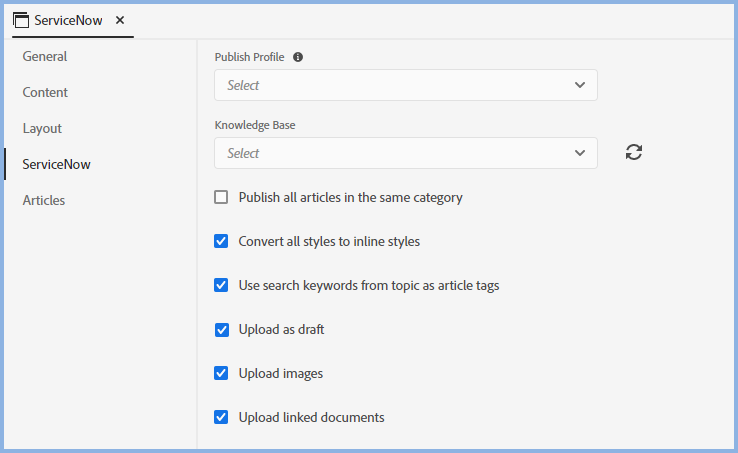 ServiceNow
General
Content
Layout
ServiceNow
Articles
Publish Profile
Select
Knowledge Base
Select
Publish all articles in the same category
Convert all styles to inline styles
Use search keywords from topic as article tags
Upload as draft
Upload images
Upload linked documents